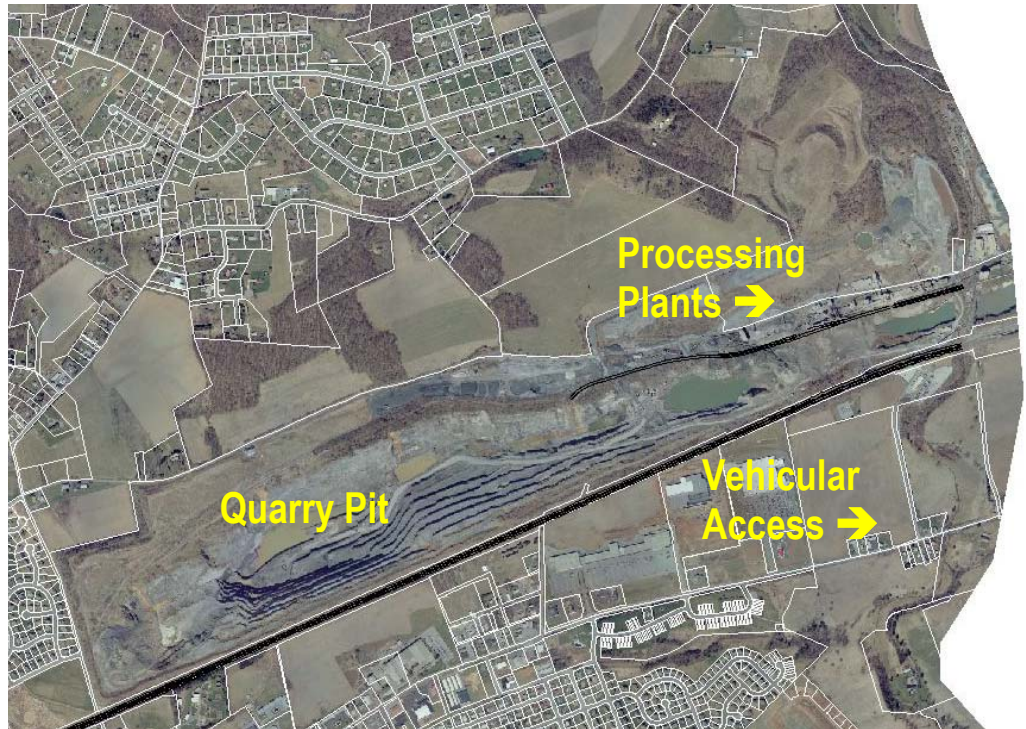 Processing
Plants ➔
Vehicular
Access ➔
Quarry Pit